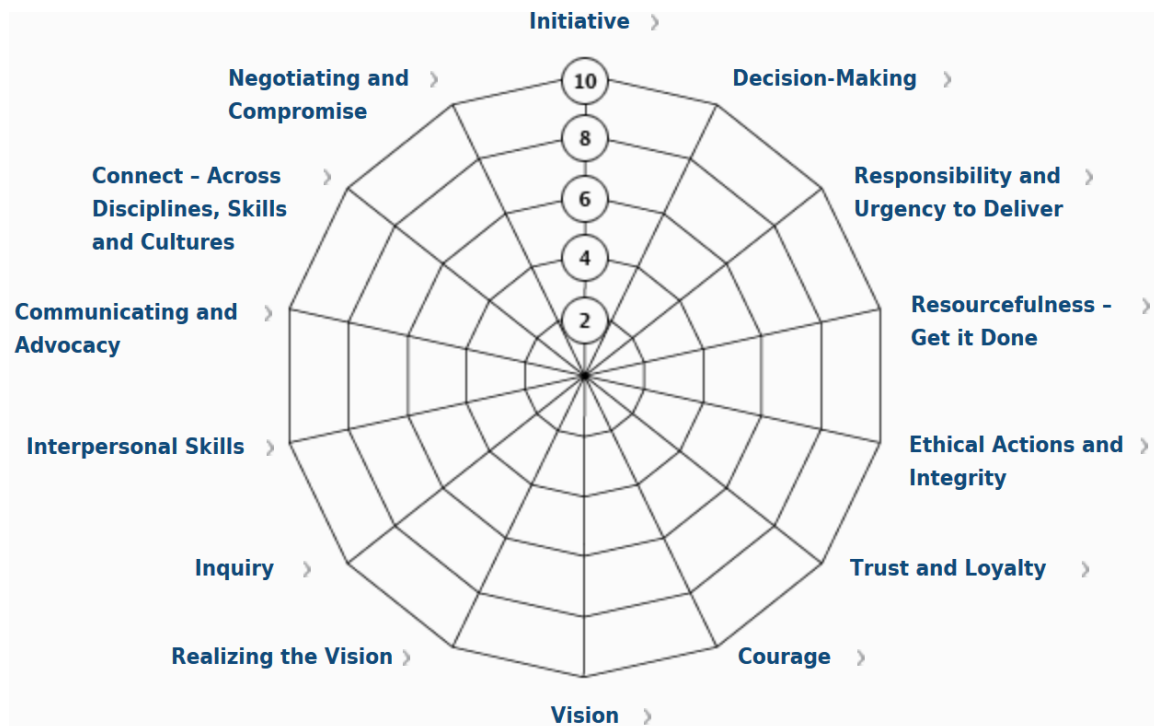 Initiative
Negotiating and
Compromise
Decision-Making
Connect – Across
Disciplines, Skills
and Cultures
Responsibility and
Urgency to Deliver
Communicating and
Advocacy
Resourcefulness –
Get it Done
Interpersonal Skills
Ethical Actions and
Integrity
Inquiry
Trust and Loyalty
Realizing the Vision
Courage
Vision
10
8
6
4
2